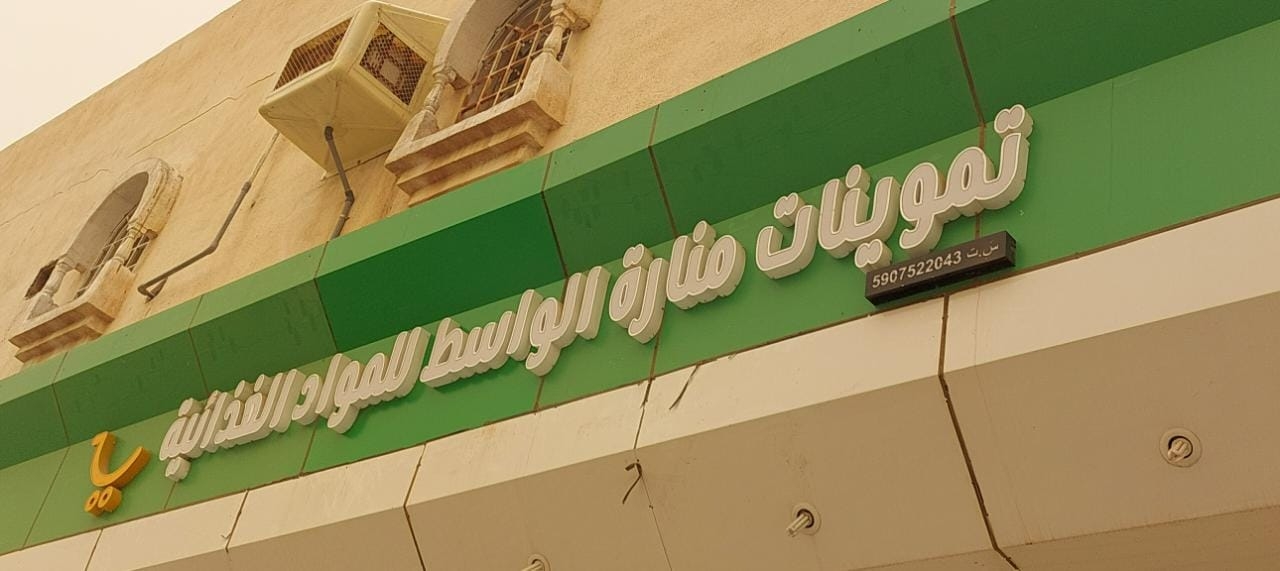 تموينات منارة الواسط للمواد الغذائية
س.ت 5907522043